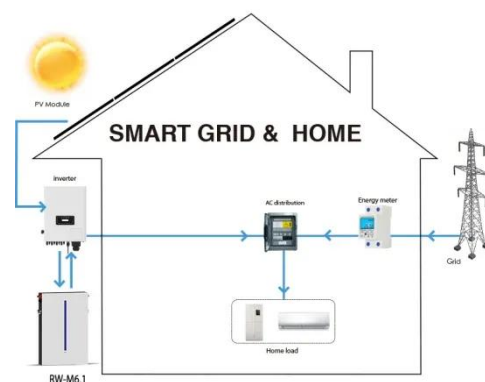 PV Module
SMART GRID & HOME
Inverter
AC distribution
Energy meter
Grid
Home load
RW-M6.1